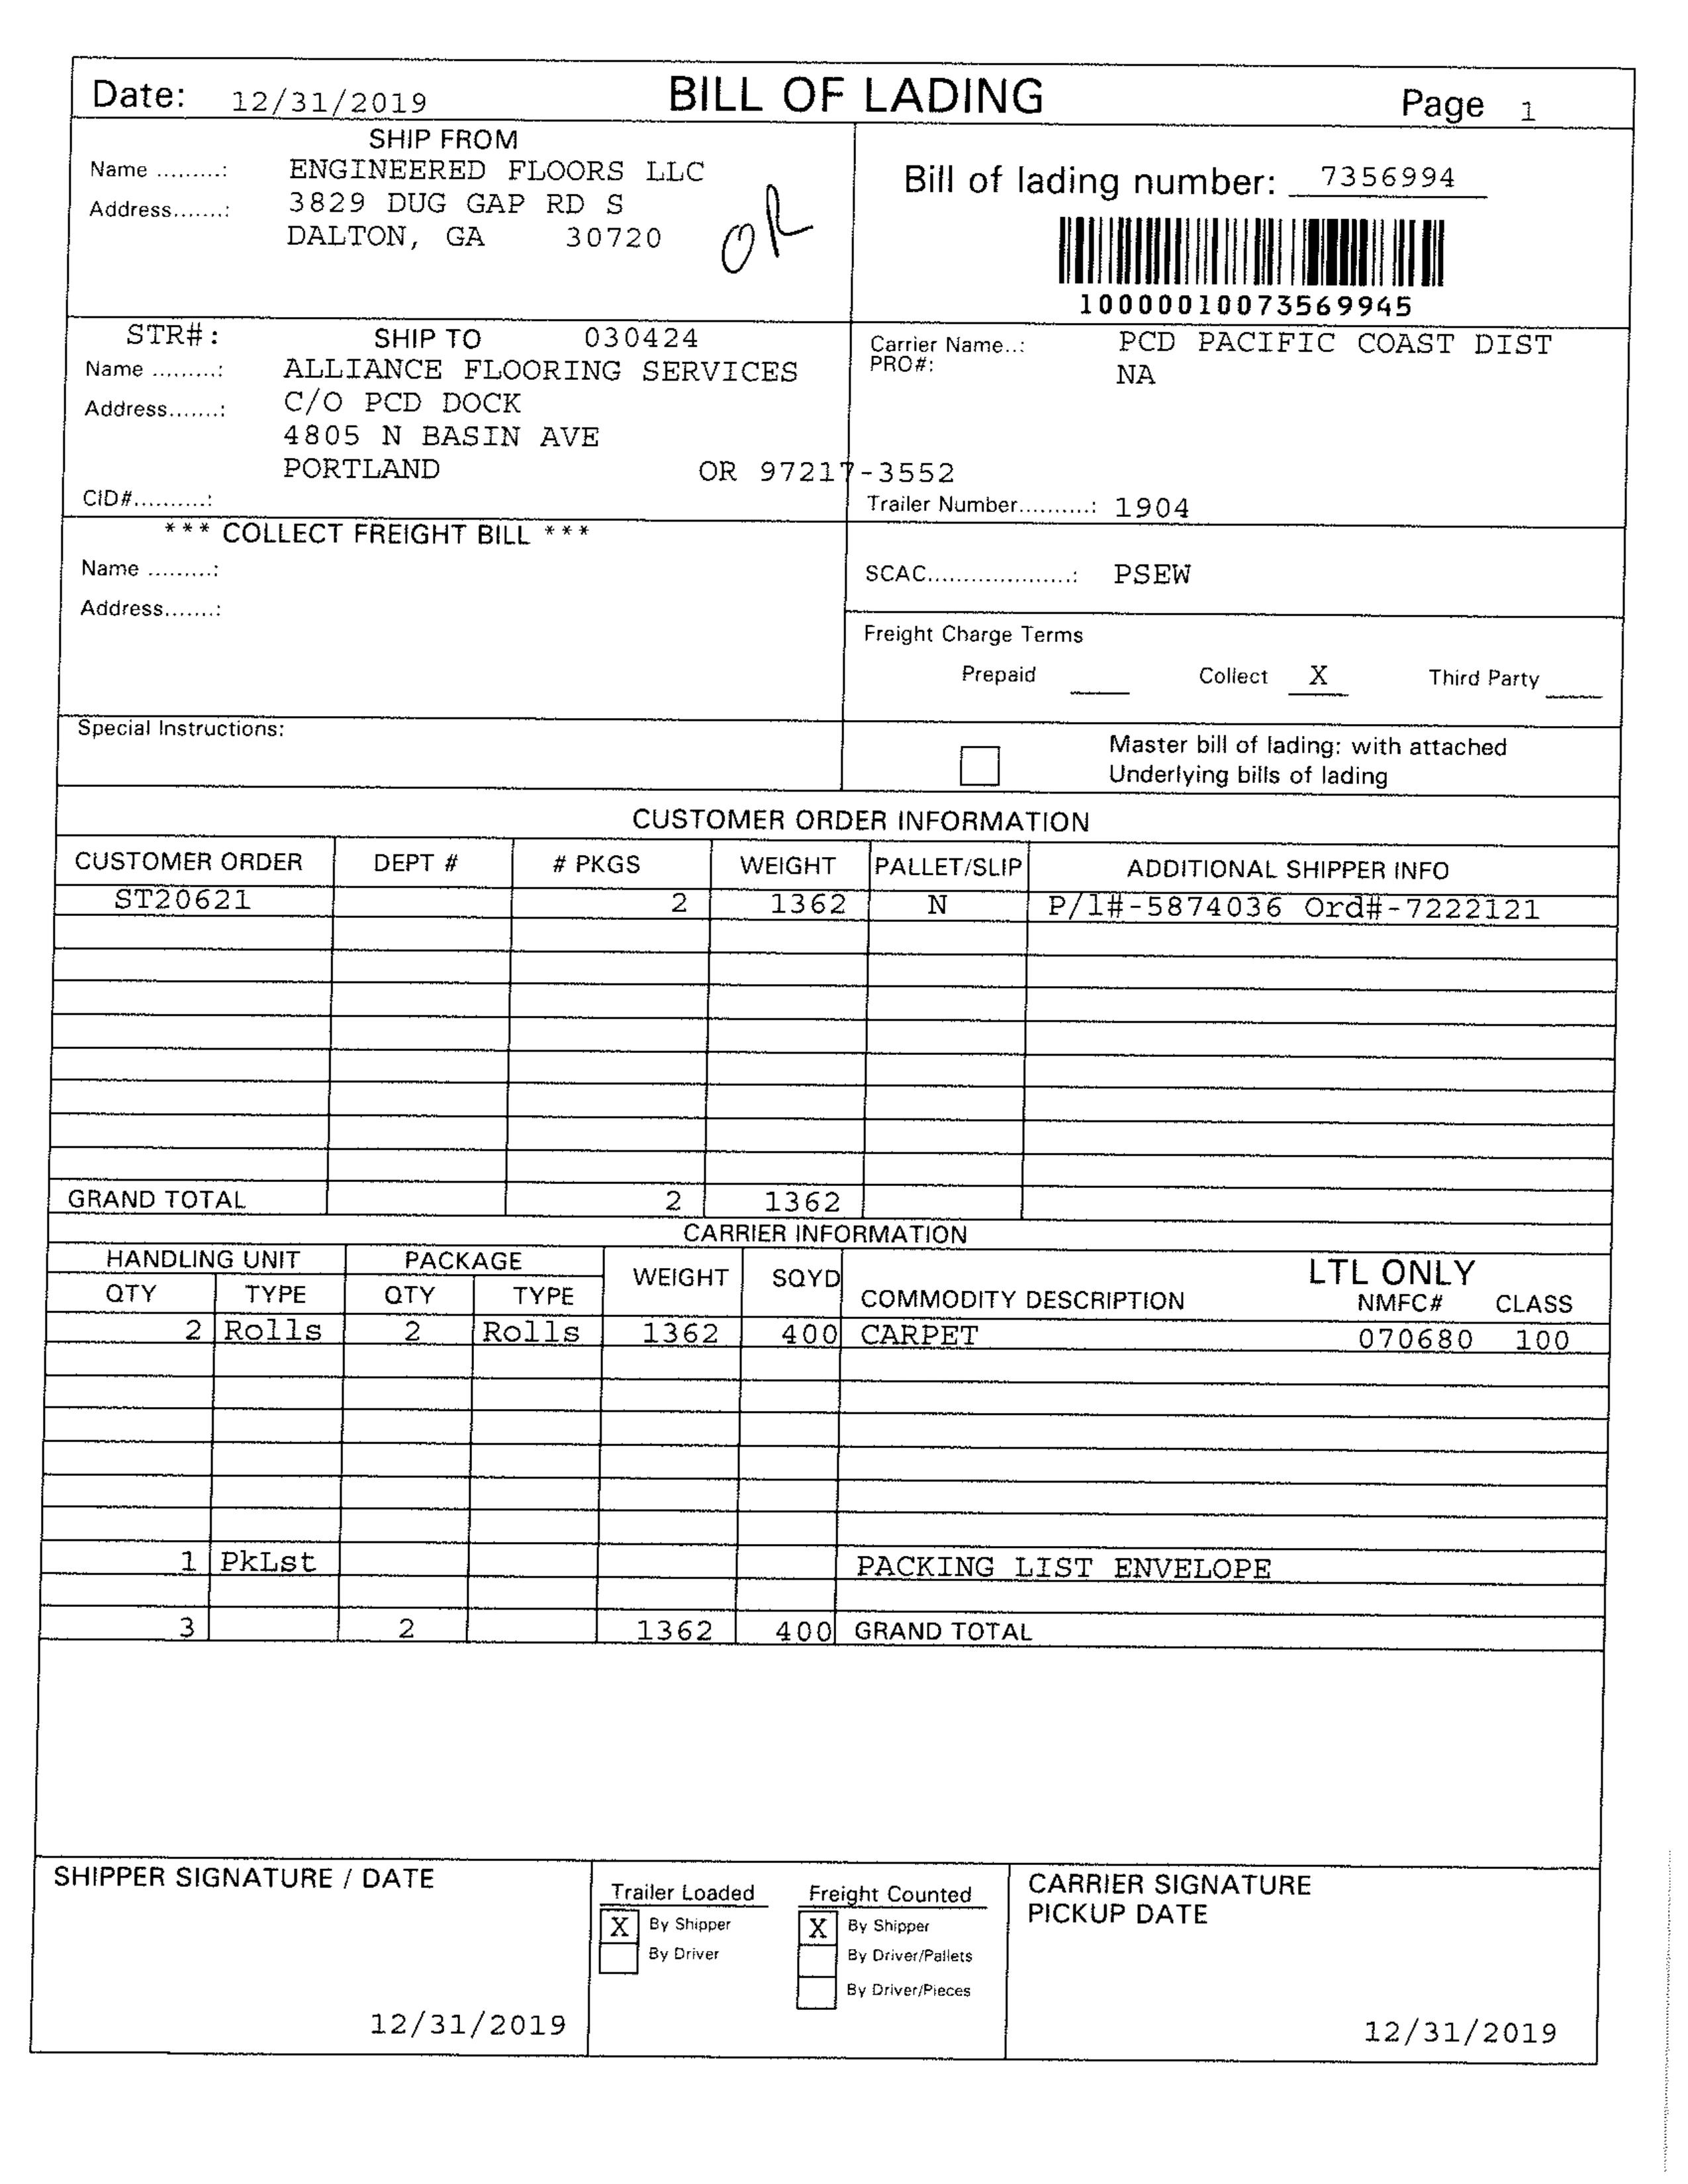 Date: 12/31/2019 BILL OF LADING Page 1
SHIP FROM
Name .........: ENGINEERED FLOORS LLC
Address.......: 3829 DUG GAP RD S
DALTON, GA 30720
OR
Bill of lading number: 7356994
10000010073569945
STR#: SHIP TO 030424
Name .........: ALLIANCE FLOORING SERVICES
Address.......: C/O PCD DOCK
4805 N BASIN AVE
PORTLAND OR 97217-3552
CID#..........:
Carrier Name..: PCD PACIFIC COAST DIST
PRO#: NA
Trailer Number..........: 1904
*** COLLECT FREIGHT BILL ***
Name .........:
Address.......:
SCAC....................: PSEW
Freight Charge Terms
Prepaid ____ Collect X Third Party ____
Special Instructions:
Master bill of lading: with attached
Underlying bills of lading
CUSTOMER ORDER INFORMATION
CUSTOMER ORDER DEPT # # PKGS WEIGHT PALLET/SLIP ADDITIONAL SHIPPER INFO
ST20621 2 1362 N P/l#-5874036 Ord#-7222121
GRAND TOTAL 2 1362
CARRIER INFORMATION
HANDLING UNIT PACKAGE WEIGHT SQYD LTL ONLY
QTY TYPE QTY TYPE COMMODITY DESCRIPTION NMFC# CLASS
2 Rolls 2 Rolls 1362 400 CARPET 070680 100
1 PkLst PACKING LIST ENVELOPE
3 2 1362 400 GRAND TOTAL
SHIPPER SIGNATURE / DATE
12/31/2019
Trailer Loaded
X By Shipper
By Driver
Freight Counted
X By Shipper
By Driver/Pallets
By Driver/Pieces
CARRIER SIGNATURE
PICKUP DATE
12/31/2019